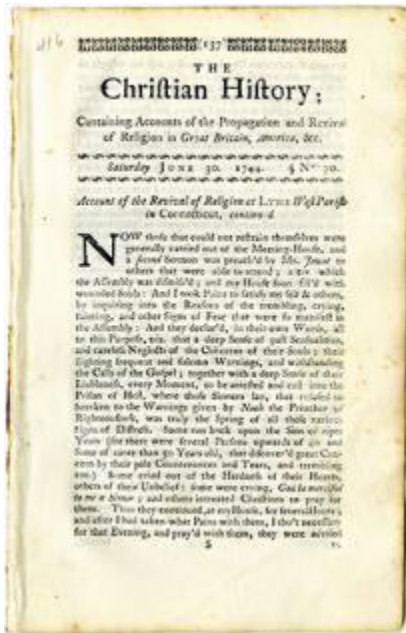 137
THE
Christian History;
Containing Accounts of the Propagation and Revival
of Religion in Great Britain, America, &c.
Saturday JUNE 30. 1744. No 70.
Account of the Revival of Religion at LYME West Parish
in Connecticut, continu'd
NOW those that could not restrain themselves were
generally carried out of the Meeting-House, and
a second Sermon was preach'd by Mr. to
others that were able to attend; after which
the Assembly was dismiss'd; and my House soon fill'd with
wounded Souls: And I took Pains to satisfy my self & others,
by inquiring into the Reasons of the trembling, crying,
fainting, and other Signs of Fear that were so manifest in
the Assembly: And they declar'd, in their own Words, all
to this Purpose, viz. that a deep Sense of past Sensualities,
and careless Neglects of the Concerns of their Souls; their
slighting frequent and solemn Warnings, and withstanding
the Calls of the Gospel; together with a deep Sense of their
Liableness, every Moment, to be arrested and cast into the
Prison of Hell, where those Sinners lay, that refused to
hearken to the Warnings given by Noah the Preacher of
Righteousness, was truly the Spring of all those various
Signs of Distress. Some run back upon the Sins of
Years (for there were several Persons upwards of 40 and
some of more than 50 Years old, that discover'd great Con-
cern by their pale Countenances and Tears, and trembling
too.) Some cried out of the Hardness of their Hearts,
others of their Unbelief: some were crying, God be merciful
to me a Sinner; and others intreated Christians to pray for
them. Thus they continued, at my House, for several hours;
and after I had taken what Pains with them, I tho't necessary
for that Evening, and pray'd with them, they were advised
S